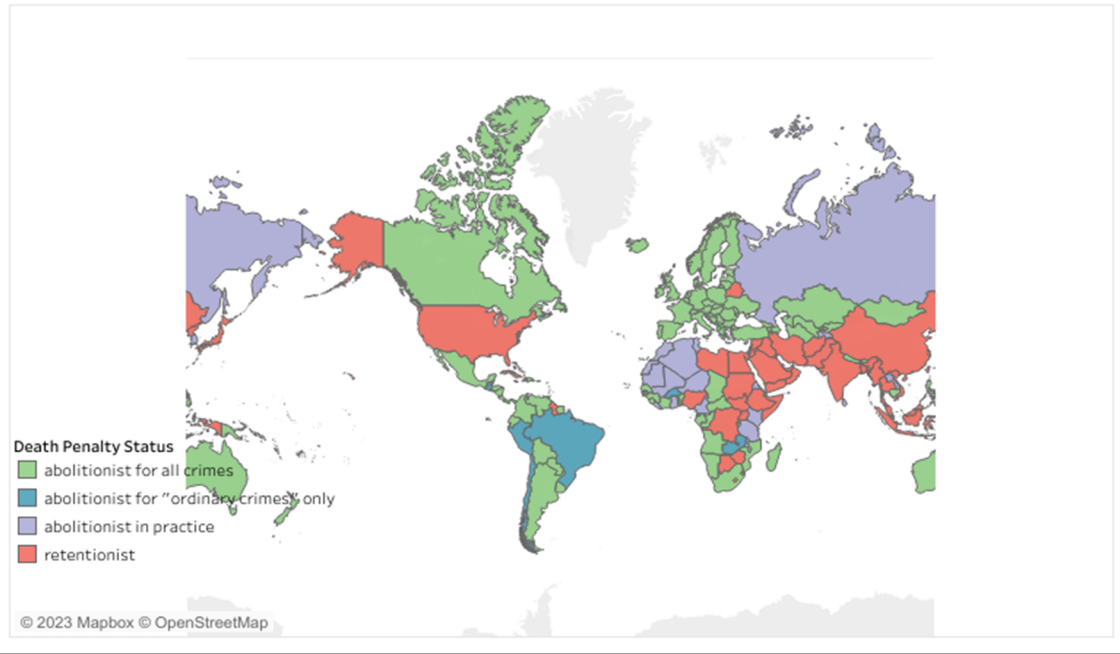 Death Penalty Status
abolitionist for all crimes
abolitionist for "ordinary crimes" only
abolitionist in practice
retentionist
© 2023 Mapbox © OpenStreetMap